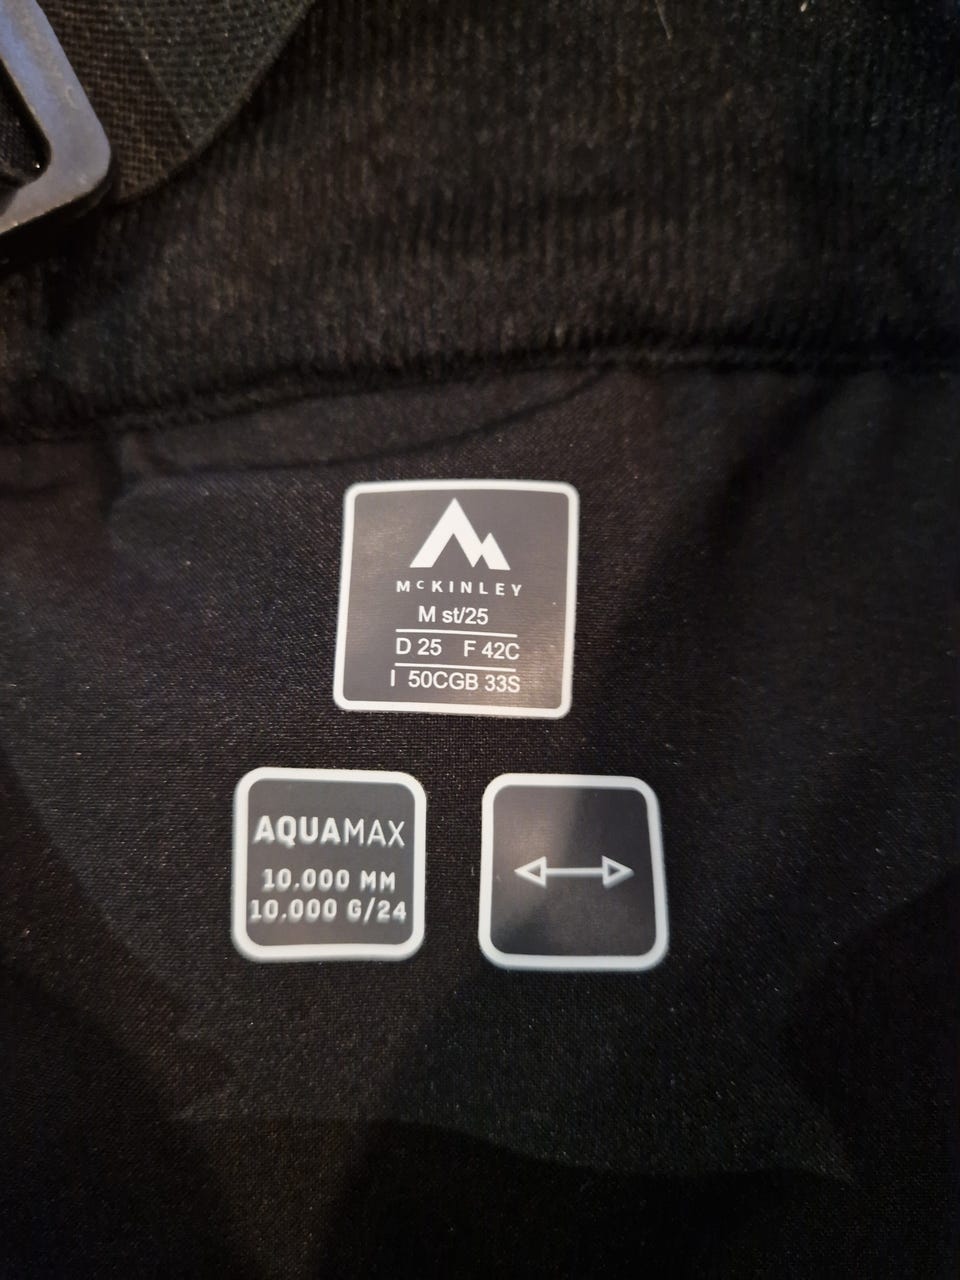 McKINLEY
M st/25
D 25 F 42C
I 50CGB 33S
AQUAMAX
10.000 MM
10.000 G/24